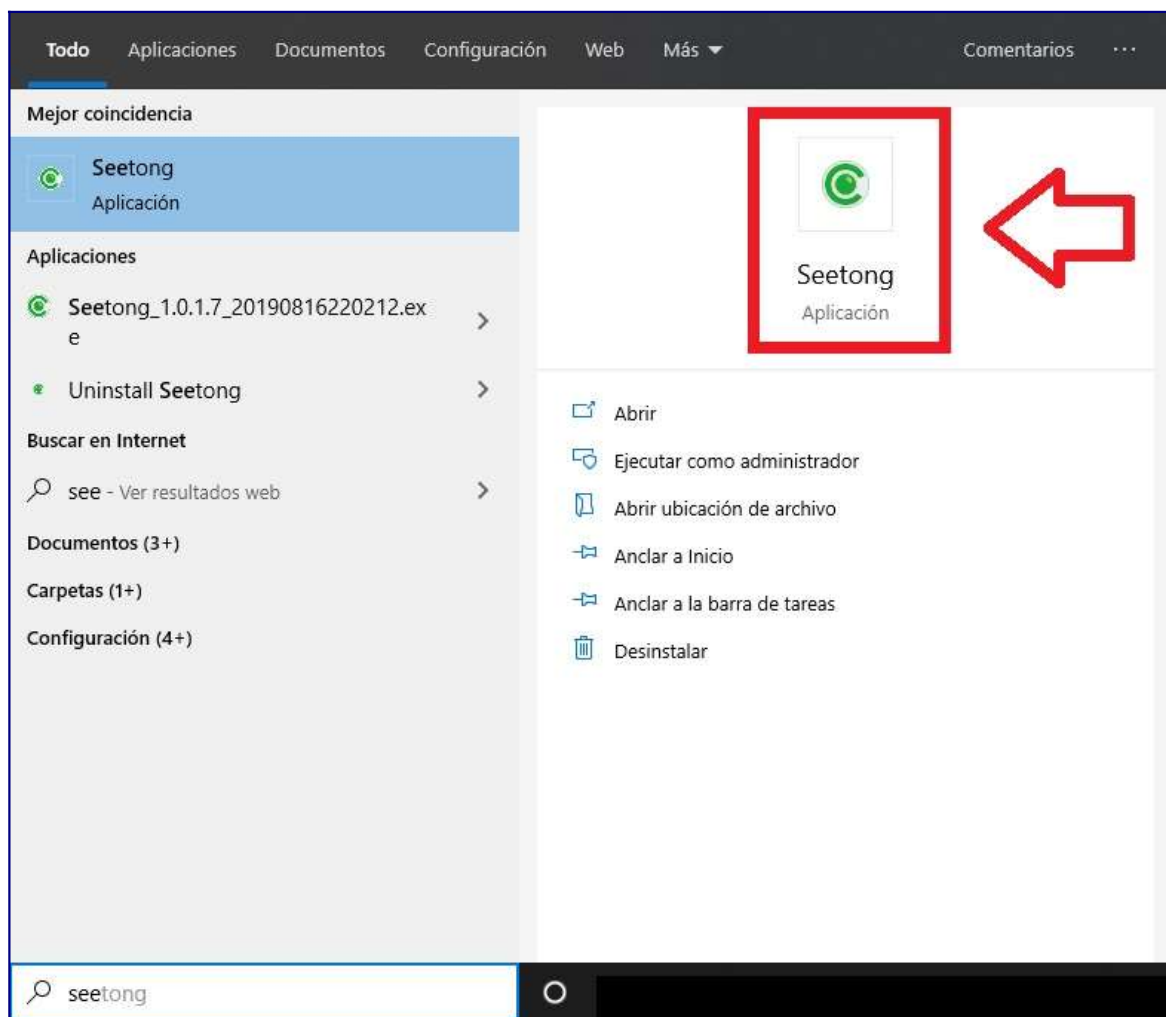 Todo Aplicaciones Documentos Configuración Web Más Comentarios ...
Mejor coincidencia
Seetong
Aplicación
Aplicaciones
Seetong_1.0.1.7_20190816220212.ex
e
Uninstall Seetong
Buscar en Internet
see - Ver resultados web
Documentos (3+)
Carpetas (1+)
Configuración (4+)
Seetong
Aplicación
Abrir
Ejecutar como administrador
Abrir ubicación de archivo
Anclar a Inicio
Anclar a la barra de tareas
Desinstalar
seetong